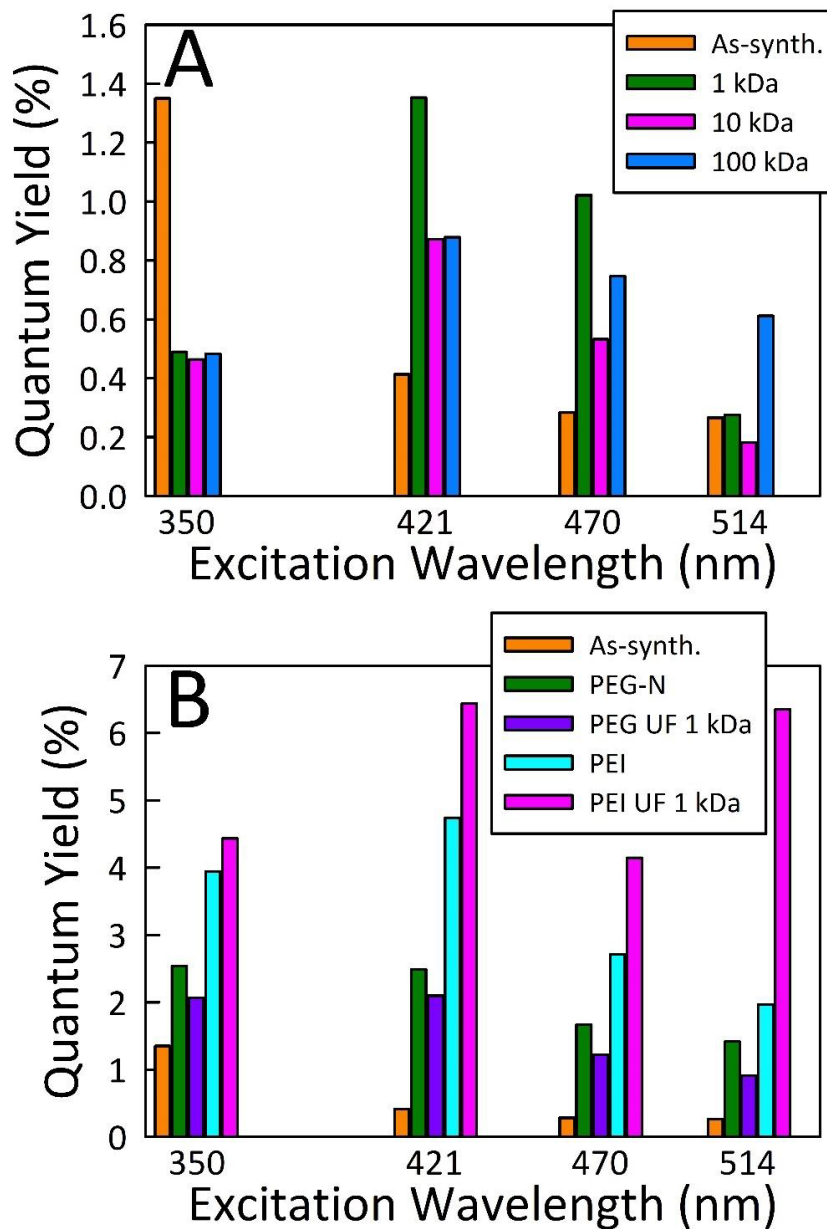 A
As-synth.
1 kDa
10 kDa
100 kDa
Quantum Yield (%)
1.6
1.4
1.2
1.0
0.8
0.6
0.4
0.2
0.0
350 421 470 514
Excitation Wavelength (nm)
B
As-synth.
PEG-N
PEG UF 1 kDa
PEI
PEI UF 1 kDa
Quantum Yield (%)
7
6
5
4
3
2
1
0
350 421 470 514
Excitation Wavelength (nm)